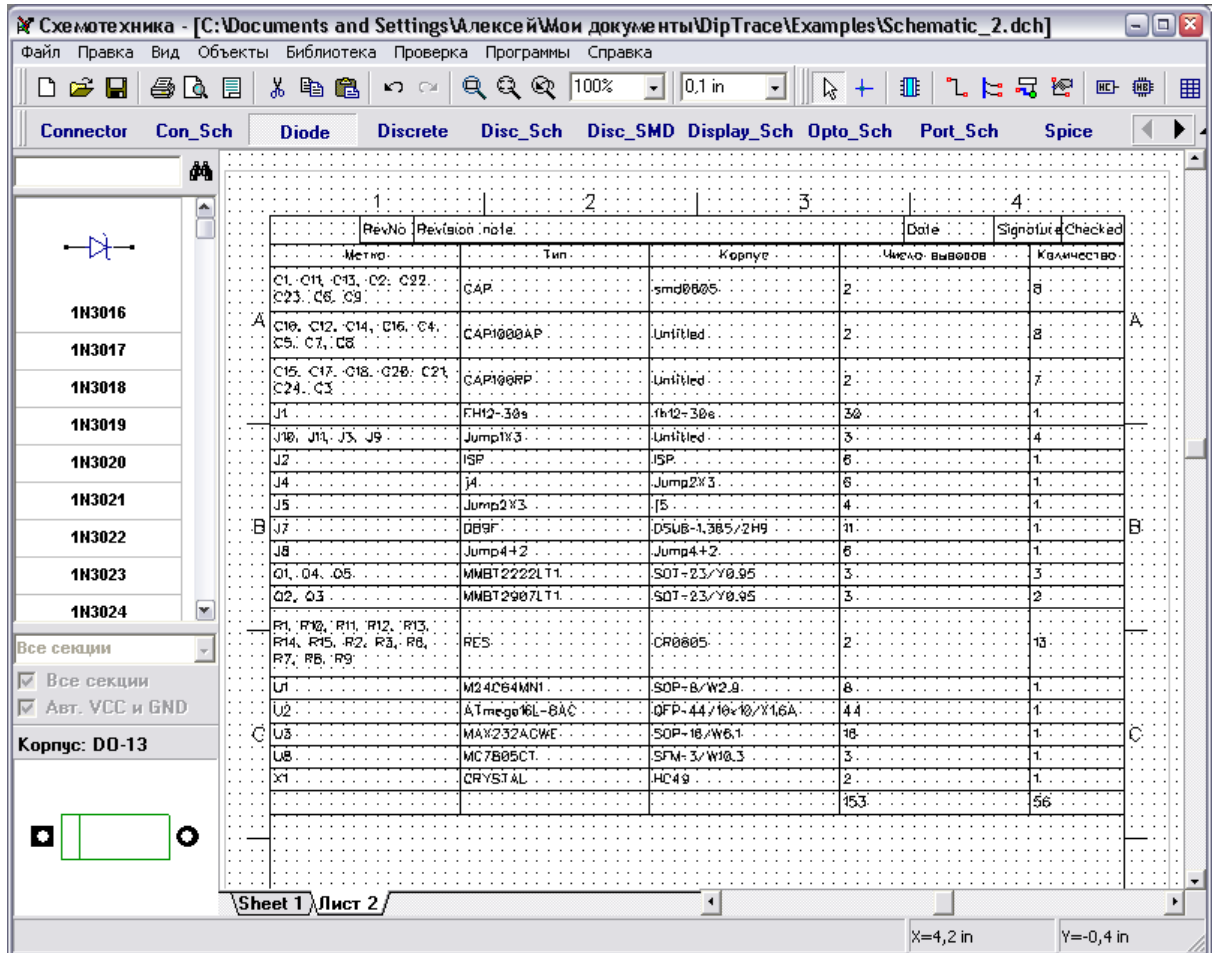 Схемотехника - [C:\Documents and Settings\Алексей\Мои документы\DipTrace\Examples\Schematic_2.dch]
Файл Правка Вид Объекты Библиотека Проверка Программы Справка
100% 0,1 in
Connector Con_Sch Diode Discrete Disc_Sch Disc_SMD Display_Sch Opto_Sch Port_Sch Spice
1N3016
1N3017
1N3018
1N3019
1N3020
1N3021
1N3022
1N3023
1N3024
Все секции
Все секции
Авт. VCC и GND
Корпус: DO-13
1 2 3 4
RevNo Revision note Date Signature Checked
Метка Тип Корпус Число выводов Количество
C1, C11, C13, C2, C22,
C23, C6, C9 CAP smd0805 2 8
A A
C10, C12, C14, C16, C4,
C5, C7, C8 CAP1000AP Untitled 2 8
C15, C17, C18, C20, C21,
C24, C3 CAP100RP Untitled 2 7
J1 FH12-30s fh12-30s 30 1
J10, J11, J3, J9 Jump1X3 Untitled 3 4
J2 ISP ISP 6 1
J4 j4 Jump2X3 6 1
J5 Jump2X3 j5 4 1
B B
J7 DB9F DSUB-1.385/2H9 11 1
J8 Jump4+2 Jump4+2 6 1
Q1, Q4, Q5 MMBT2222LT1 SOT-23/Y0.95 3 3
Q2, Q3 MMBT2907LT1 SOT-23/Y0.95 3 2
R1, R10, R11, R12, R13,
R14, R15, R2, R3, R6,
R7, R8, R9 RES CR0805 2 13
U1 M24C64MN1 SOP-8/W2.9 8 1
U2 ATmega16L-8AC QFP-44/10x10/X1.6A 44 1
C C
U3 MAX232ACWE SOP-16/W6.1 16 1
U8 MC7805CT SFM-3/W10.3 3 1
X1 CRYSTAL HC49 2 1
153 56
Sheet 1 Лист 2
X=4,2 in Y=-0,4 in